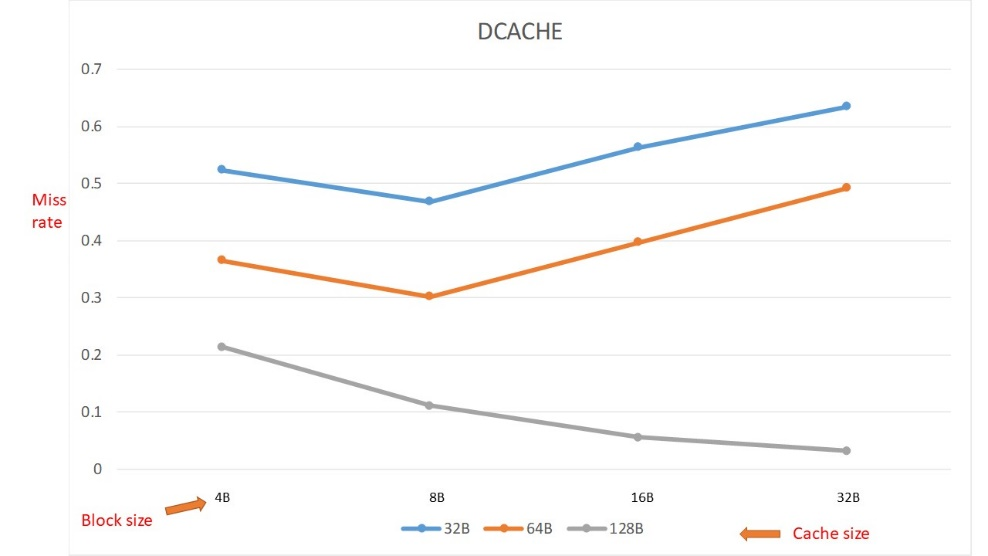 DCACHE
0.7
0.6
0.5
0.4
0.3
0.2
0.1
0
Miss
rate
4B 8B 16B 32B
Block size
32B 64B 128B
Cache size